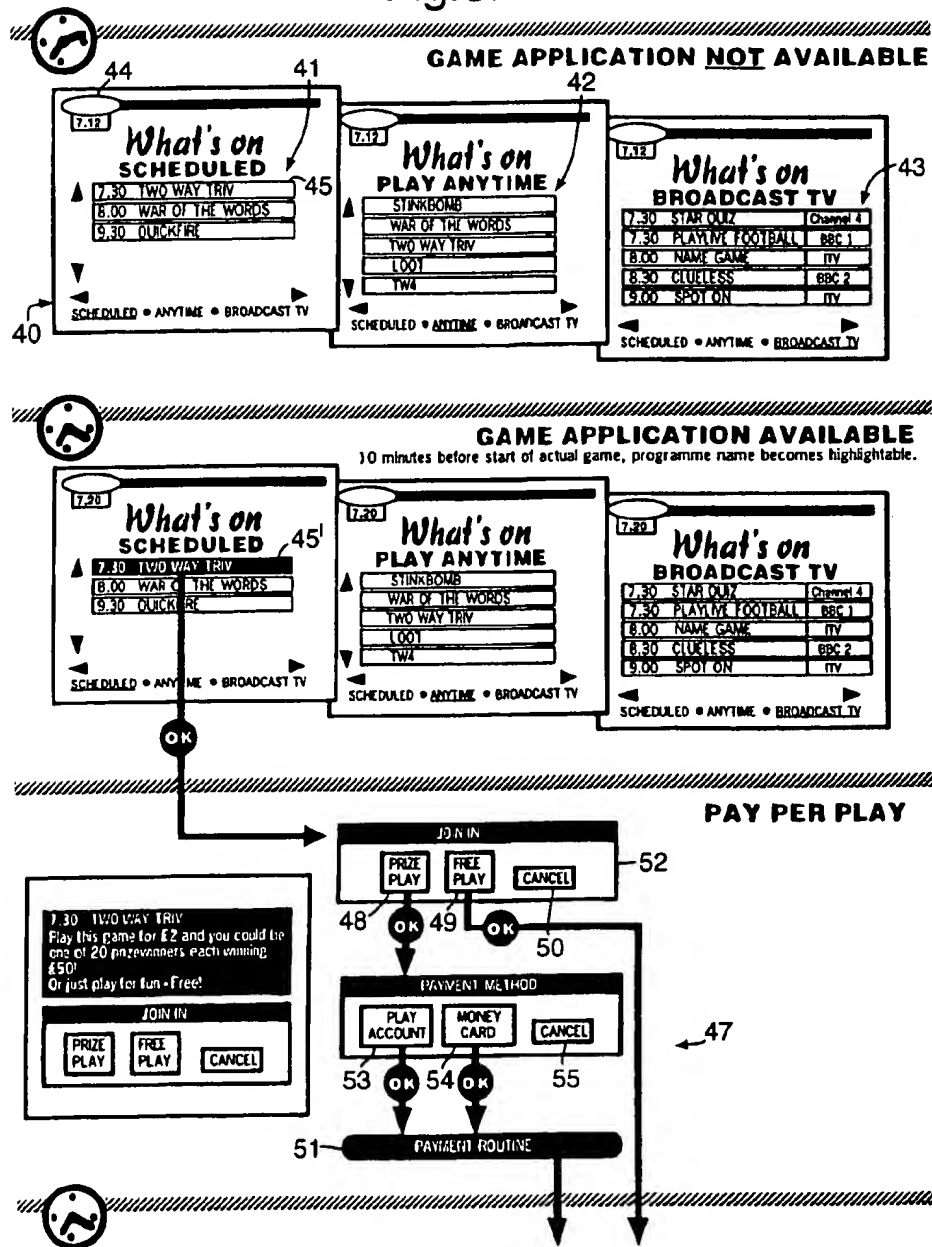 GAME APPLICATION NOT AVAILABLE
44
41
42
43
7.12
What's on
SCHEDULED
45
7.30 TWO WAY TRIV
8.00 WAR OF THE WORDS
9.30 QUICKFIRE
SCHEDULED • ANYTIME • BROADCAST TV
40
7.12
What's on
PLAY ANYTIME
STINKBOMB
WAR OF THE WORDS
TWO WAY TRIV
LOOT
TW4
SCHEDULED • ANYTIME • BROADCAST TV
7.12
What's on
BROADCAST TV
7.30 STAR QUIZ Channel 4
7.30 PLAYLIVE FOOTBALL BBC 1
8.00 NAME GAME ITV
8.30 CLUELESS BBC 2
9.00 SPOT ON ITV
SCHEDULED • ANYTIME • BROADCAST TV
GAME APPLICATION AVAILABLE
10 minutes before start of actual game, programme name becomes highlightable.
7.20
What's on
SCHEDULED
45'
7.30 TWO WAY TRIV
8.00 WAR OF THE WORDS
9.30 QUICKFIRE
SCHEDULED • ANYTIME • BROADCAST TV
7.20
What's on
PLAY ANYTIME
STINKBOMB
WAR OF THE WORDS
TWO WAY TRIV
LOOT
TW4
SCHEDULED • ANYTIME • BROADCAST TV
7.20
What's on
BROADCAST TV
7.30 STAR QUIZ Channel 4
7.30 PLAYLIVE FOOTBALL BBC 1
8.00 NAME GAME ITV
8.30 CLUELESS BBC 2
9.00 SPOT ON ITV
SCHEDULED • ANYTIME • BROADCAST TV
OK
PAY PER PLAY
JOIN IN
PRIZE PLAY
FREE PLAY
CANCEL
52
48
49
50
OK
OK
7.30 TWO WAY TRIV
Play this game for £2 and you could be
one of 20 prizewinners each winning
£50!
Or just play for fun - Free!
JOIN IN
PRIZE PLAY
FREE PLAY
CANCEL
PAYMENT METHOD
PLAY ACCOUNT
MONEY CARD
CANCEL
47
53
54
55
OK
OK
51
PAYMENT ROUTINE